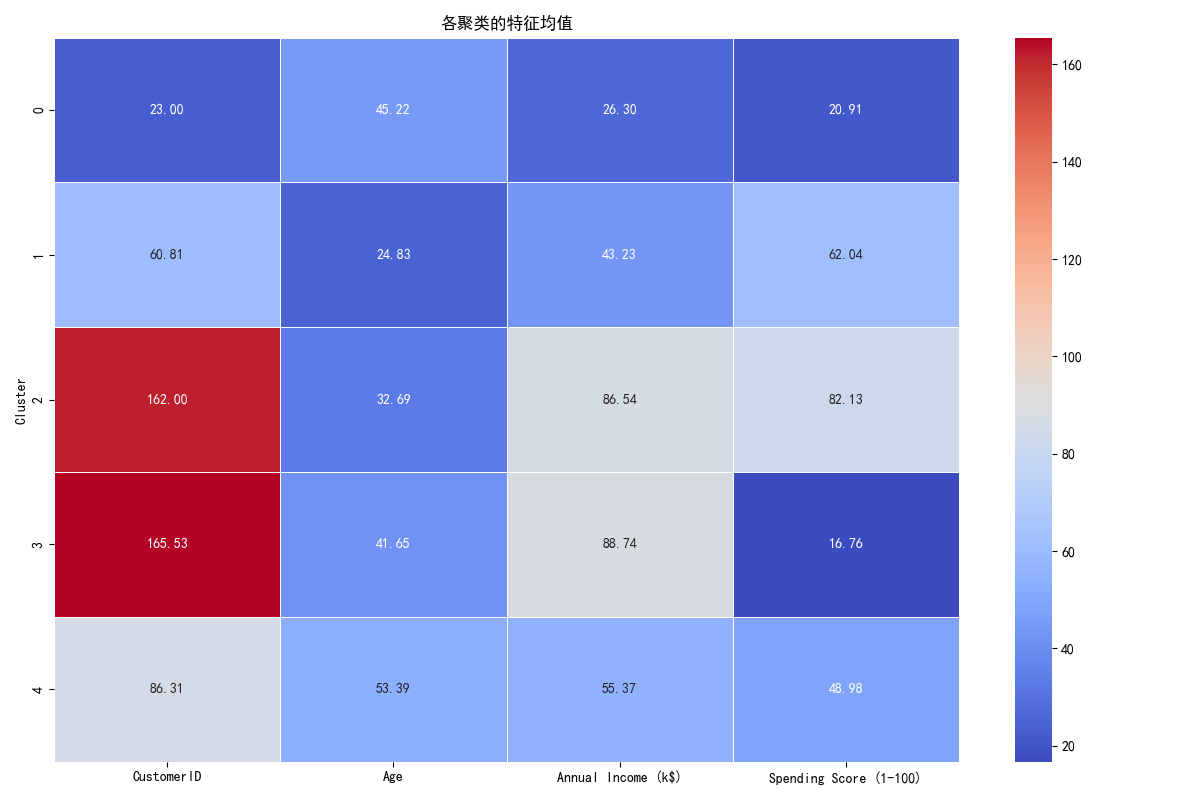 各聚类的特征均值
0 23.00 45.22 26.30 20.91
1 60.81 24.83 43.23 62.04
2 162.00 32.69 86.54 82.13
3 165.53 41.65 88.74 16.76
4 86.31 53.39 55.37 48.98
Cluster
CustomerID Age Annual Income (k$) Spending Score (1-100)
160
140
120
100
80
60
40
20